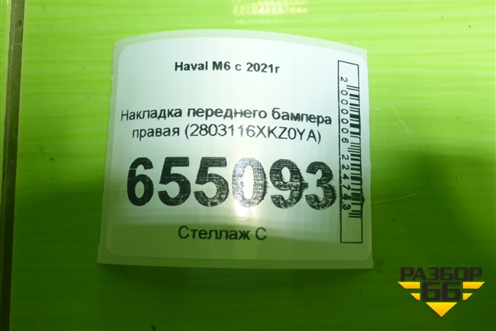 Haval M6 с 2021г
Накладка переднего бампера
правая (2803116XKZ0YA)
655093
Стеллаж С
2000006224743
РАЗБОР
66